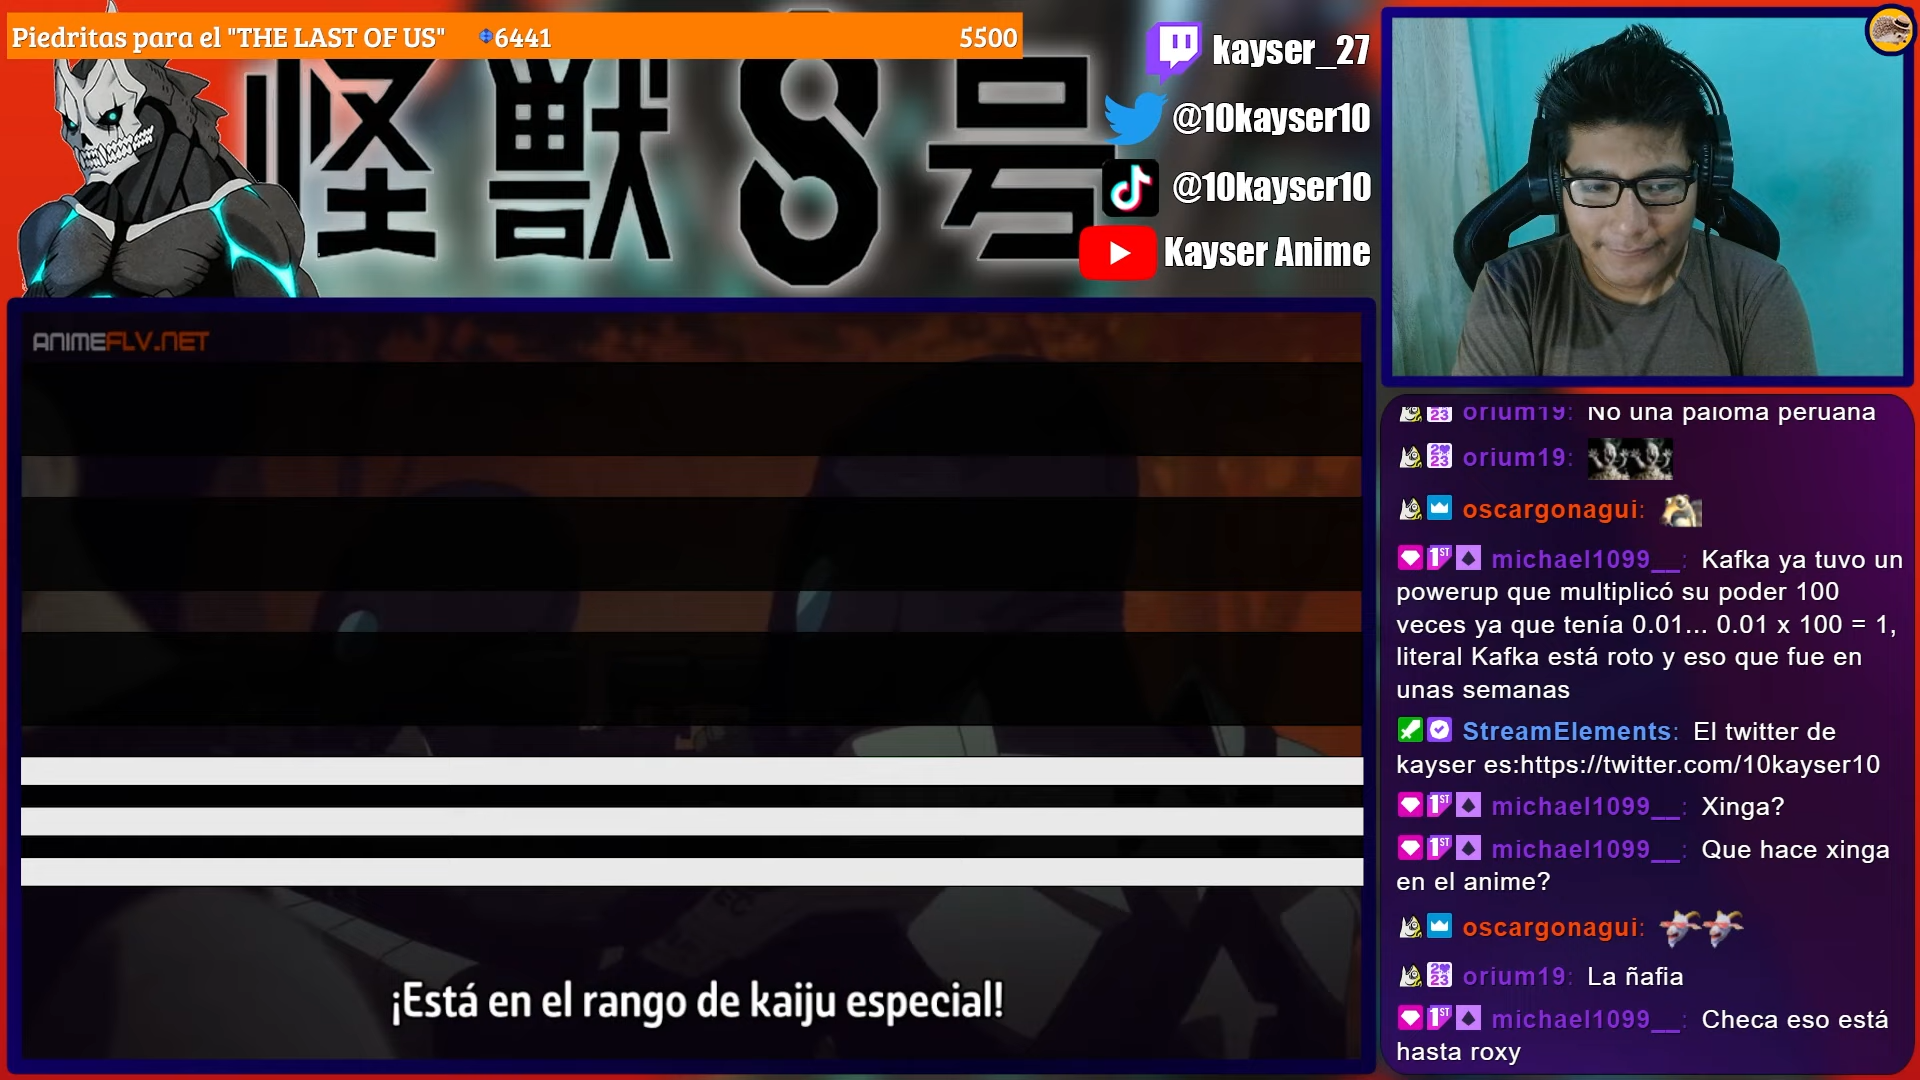 Piedritas para el "THE LAST OF US" 6441 5500
怪獣8号
kayser_27
@10kayser10
@10kayser10
Kayser Anime
ANIMEFLV.NET
¡Está en el rango de kaiju especial!
orium19: No una paloma peruana
orium19:
oscargonagui:
michael1099__: Kafka ya tuvo un
powerup que multiplicó su poder 100
veces ya que tenía 0.01... 0.01 x 100 = 1,
literal Kafka está roto y eso que fue en
unas semanas
StreamElements: El twitter de
kayser es:https://twitter.com/10kayser10
michael1099__: Xinga?
michael1099__: Que hace xinga
en el anime?
oscargonagui:
orium19: La ñafia
michael1099__: Checa eso está
hasta roxy